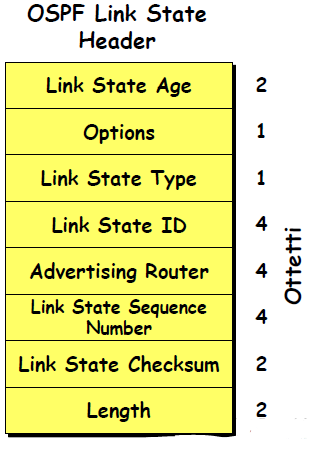 OSPF Link State
Header
Link State Age 2
Options 1
Link State Type 1
Link State ID 4
Advertising Router 4
Link State Sequence
Number 4
Link State Checksum 2
Length 2
Ottetti